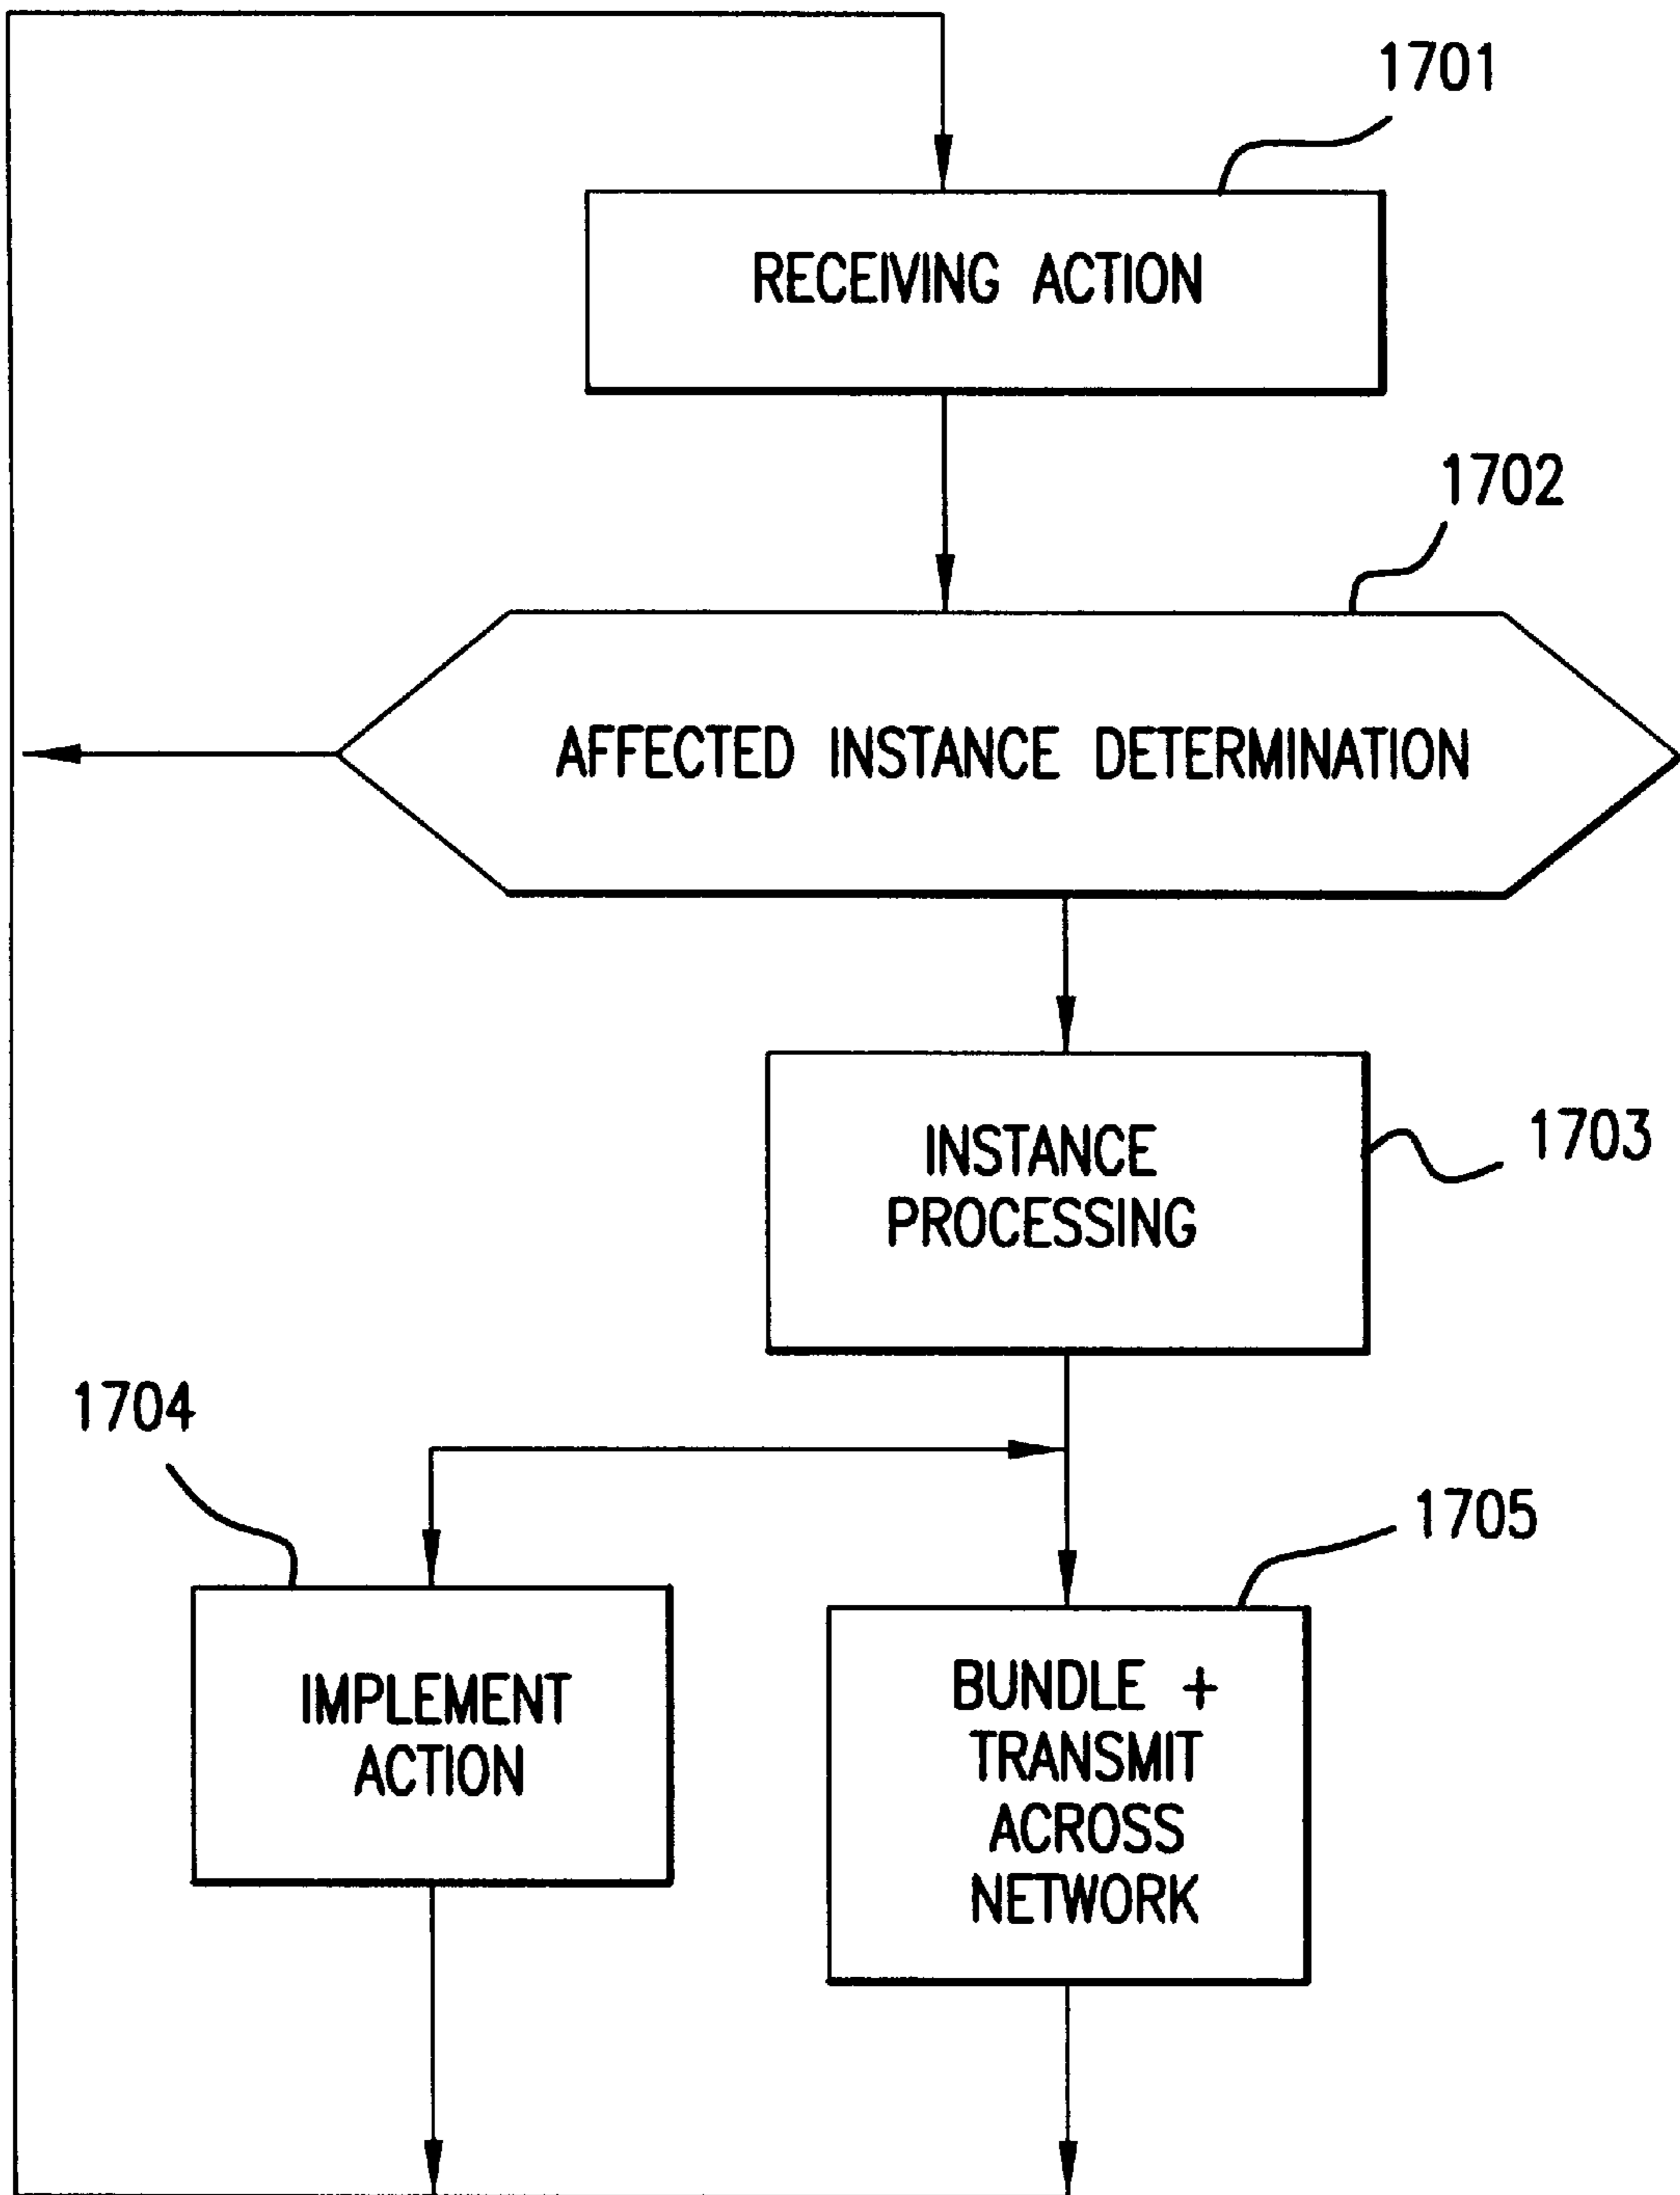 1701
RECEIVING ACTION
1702
AFFECTED INSTANCE DETERMINATION
INSTANCE
PROCESSING
1703
1704
1705
IMPLEMENT
ACTION
BUNDLE +
TRANSMIT
ACROSS
NETWORK